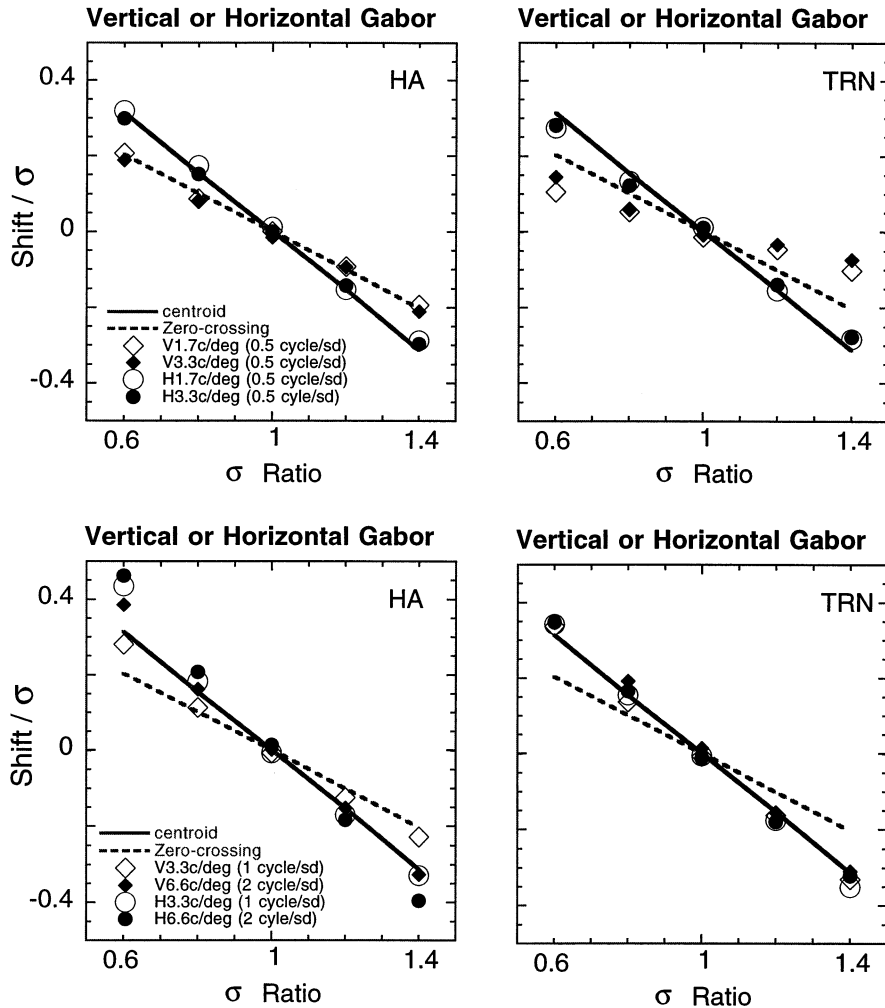 Vertical or Horizontal Gabor
Vertical or Horizontal Gabor
HA
TRN
0.4
0
-0.4
Shift / σ
centroid
Zero-crossing
V1.7c/deg (0.5 cycle/sd)
V3.3c/deg (0.5 cycle/sd)
H1.7c/deg (0.5 cycle/sd)
H3.3c/deg (0.5 cyle/sd)
0.6 1 1.4
0.6 1 1.4
σ Ratio
σ Ratio
Vertical or Horizontal Gabor
Vertical or Horizontal Gabor
HA
TRN
0.4
0
-0.4
Shift / σ
centroid
Zero-crossing
V3.3c/deg (1 cycle/sd)
V6.6c/deg (2 cycle/sd)
H3.3c/deg (1 cycle/sd)
H6.6c/deg (2 cyle/sd)
0.6 1 1.4
0.6 1 1.4
σ Ratio
σ Ratio